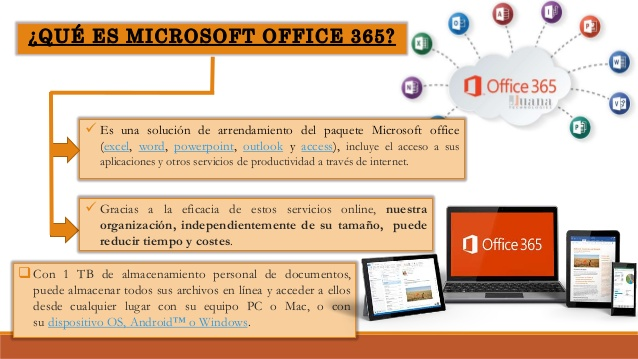 ¿QUÉ ES MICROSOFT OFFICE 365?
Office 365
Es una solución de arrendamiento del paquete Microsoft office
(excel, word, powerpoint, outlook y access), incluye el acceso a sus
aplicaciones y otros servicios de productividad a través de internet.
Gracias a la eficacia de estos servicios online, nuestra
organización, independientemente de su tamaño, puede
reducir tiempo y costes.
Office 365
Con 1 TB de almacenamiento personal de documentos,
puede almacenar todos sus archivos en línea y acceder a ellos
desde cualquier lugar con su equipo PC o Mac, o con
su dispositivo OS, Android™ o Windows.